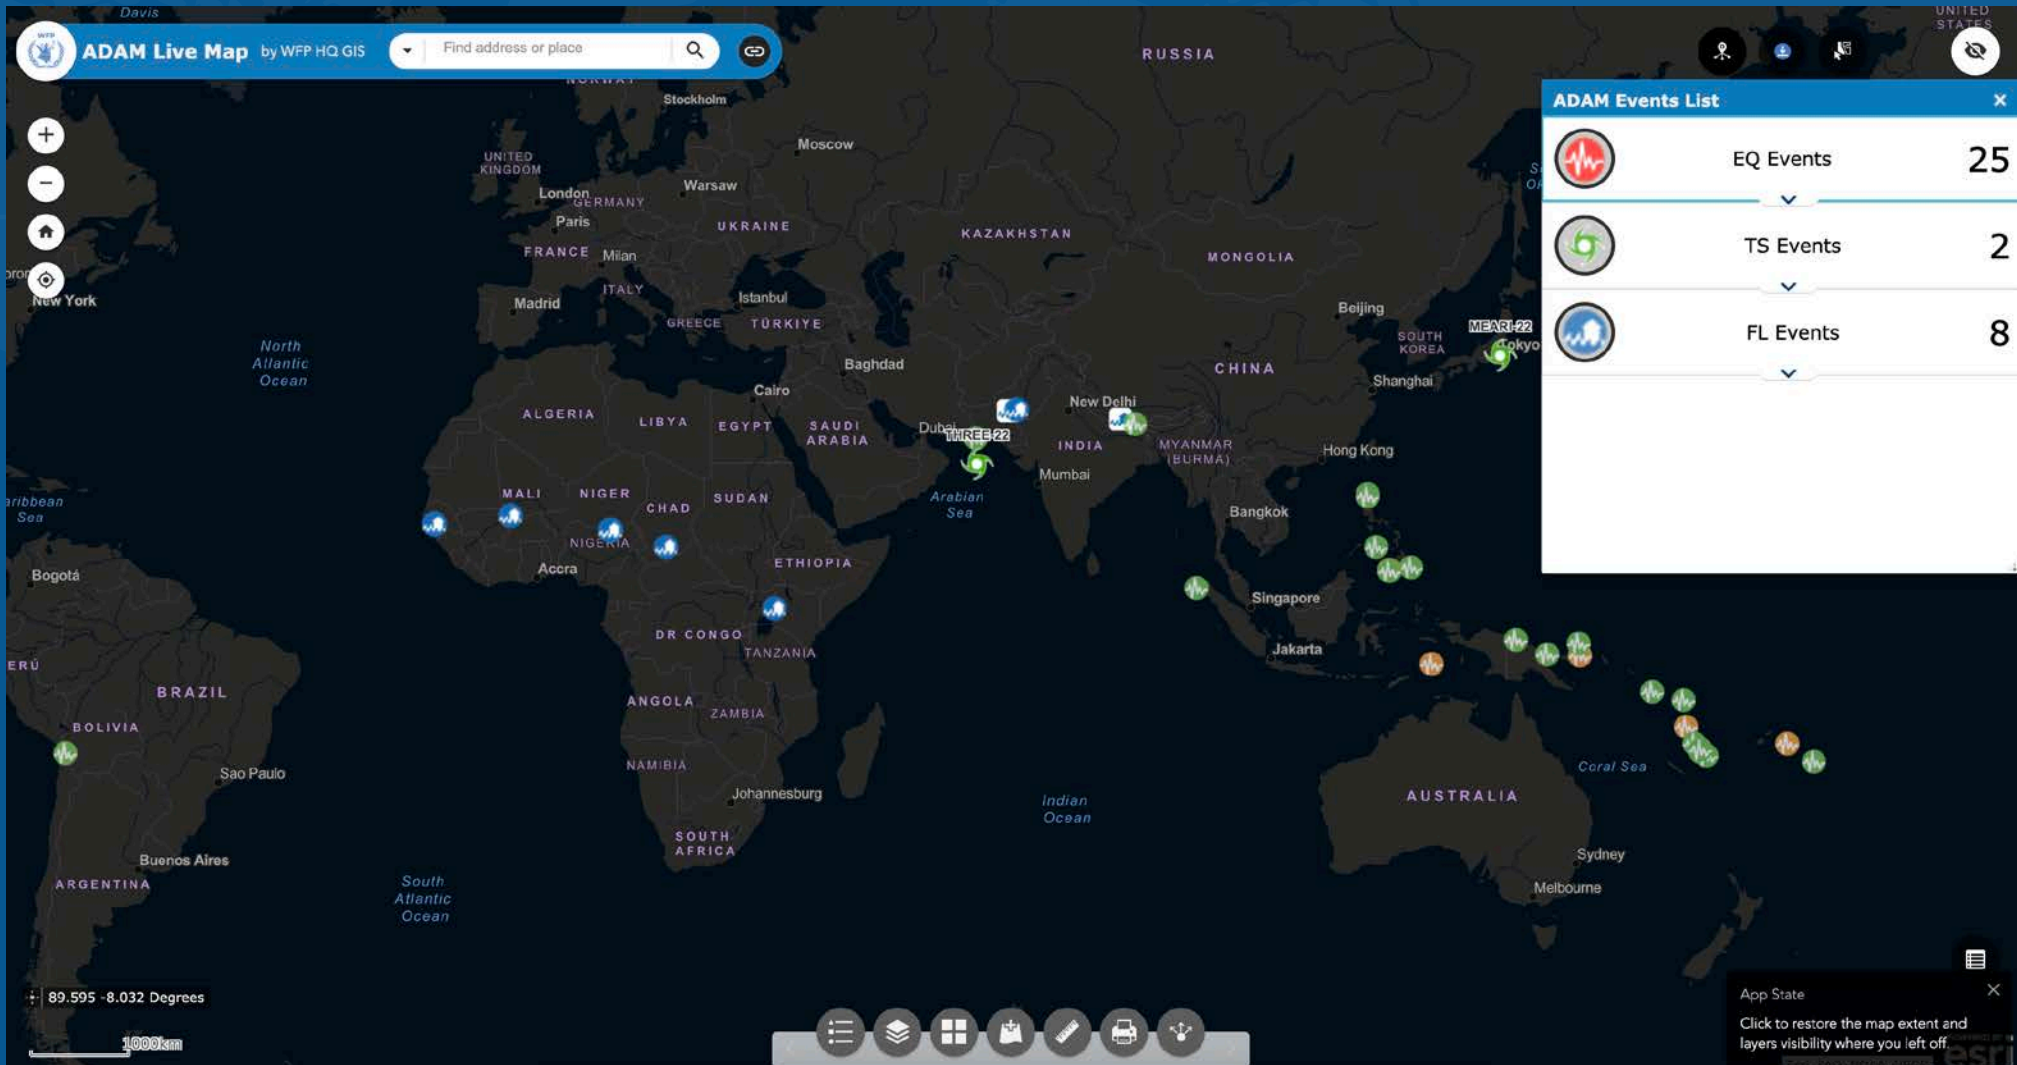 Davis
UNITED
STATES
WFP
ADAM Live Map by WFP HQ GIS
Find address or place
RUSSIA
NORWAY
Stockholm
ADAM Events List
EQ Events 25
TS Events 2
FL Events 8
Moscow
UNITED
KINGDOM
London
Warsaw
GERMANY
Paris
UKRAINE
KAZAKHSTAN
FRANCE
Milan
MONGOLIA
ITALY
New York
Madrid
Istanbul
Beijing
GREECE
TÜRKIYE
MEARI-22
Tokyo
SOUTH
KOREA
North
Atlantic
Ocean
Baghdad
CHINA
Shanghai
Cairo
New Delhi
ALGERIA
LIBYA
EGYPT
SAUDI
ARABIA
Dubai
THREE-22
INDIA
MYANMAR
(BURMA)
Hong Kong
Mumbai
MALI
NIGER
CHAD
SUDAN
Arabian
Sea
Bangkok
Sea
NIGERIA
Accra
ETHIOPIA
Bogotá
Singapore
DR CONGO
TANZANIA
Jakarta
ERÚ
BRAZIL
ANGOLA
ZAMBIA
BOLIVIA
NAMIBIA
Coral Sea
Sao Paulo
Johannesburg
Indian
Ocean
AUSTRALIA
SOUTH
AFRICA
Buenos Aires
Sydney
ARGENTINA
South
Atlantic
Ocean
Melbourne
89.595 -8.032 Degrees
1000km
App State
Click to restore the map extent and
layers visibility where you left off.
esri